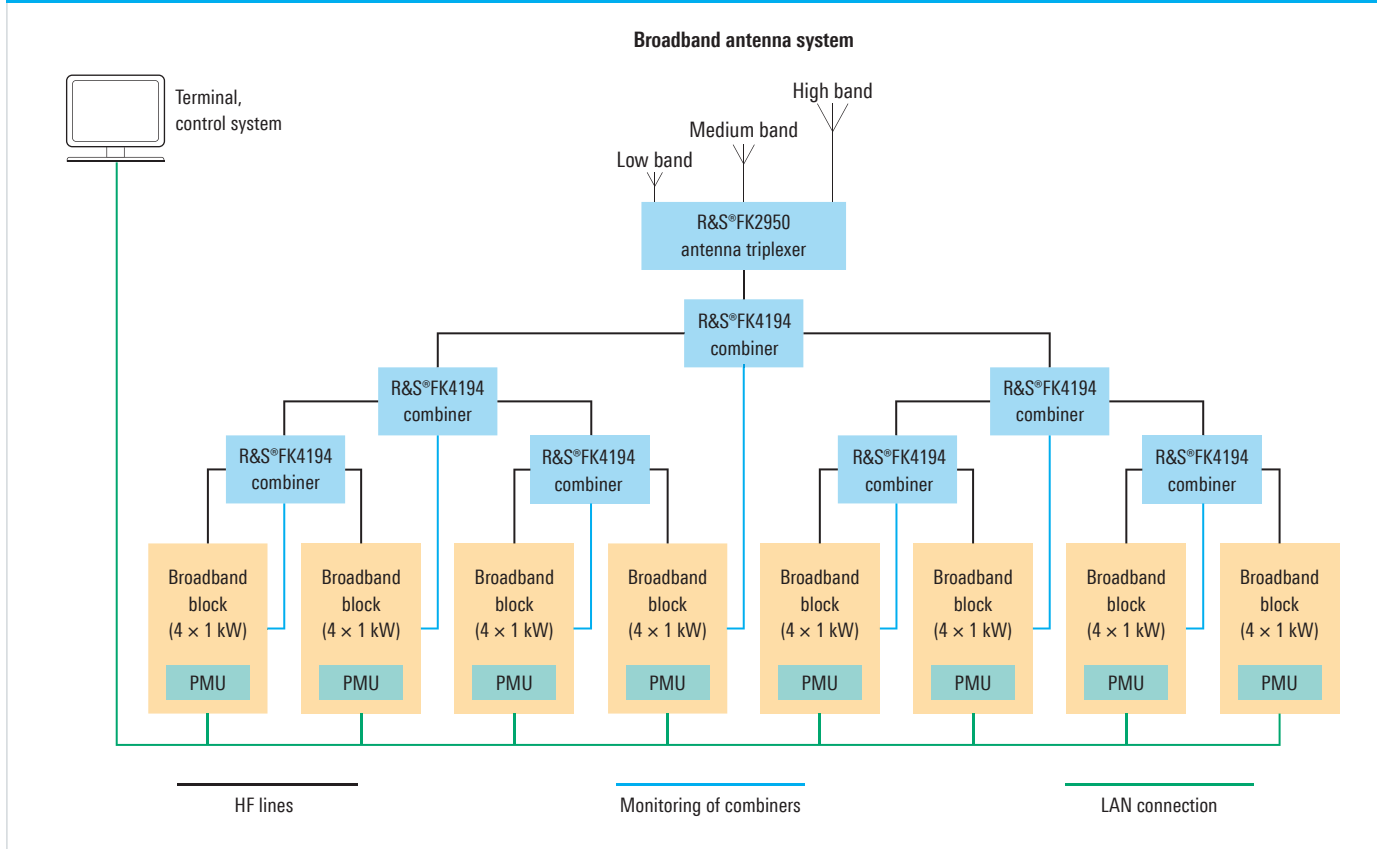 Broadband antenna system
Terminal,
control system
High band
Medium band
Low band
R&S®FK2950
antenna triplexer
R&S®FK4194
combiner
R&S®FK4194
combiner
R&S®FK4194
combiner
R&S®FK4194
combiner
R&S®FK4194
combiner
R&S®FK4194
combiner
R&S®FK4194
combiner
Broadband
block
(4 × 1 kW)
PMU
Broadband
block
(4 × 1 kW)
PMU
Broadband
block
(4 × 1 kW)
PMU
Broadband
block
(4 × 1 kW)
PMU
Broadband
block
(4 × 1 kW)
PMU
Broadband
block
(4 × 1 kW)
PMU
Broadband
block
(4 × 1 kW)
PMU
Broadband
block
(4 × 1 kW)
PMU
HF lines
Monitoring of combiners
LAN connection